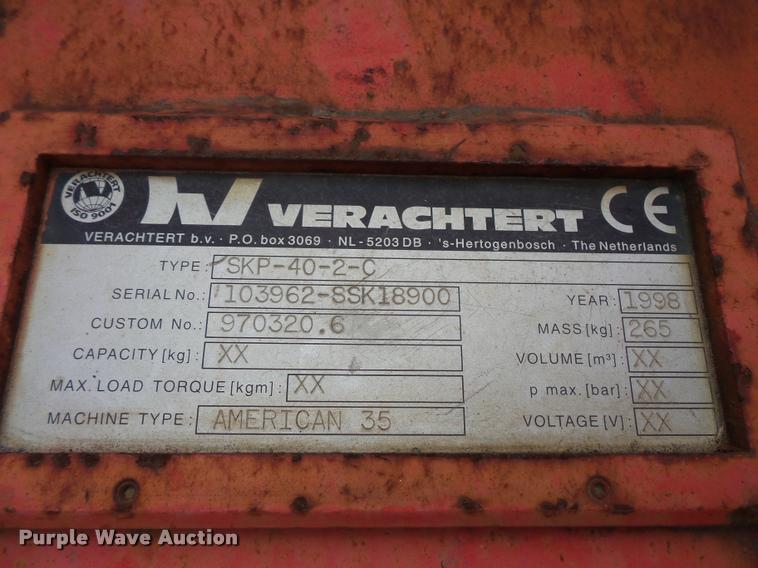 VERACHTERT
ISO 9001
VERACHTERT CE
VERACHTERT b.v. · P.O. box 3069 · NL-5203 DB · 's-Hertogenbosch · The Netherlands
TYPE: SKP-40-2-C
SERIAL No.: 103962-SSK18900 YEAR: 1998
CUSTOM No.: 970320.6 MASS [kg]: 265
CAPACITY [kg]: XX VOLUME [m³]: XX
MAX. LOAD TORQUE [kgm]: XX p max. [bar]: XX
MACHINE TYPE: AMERICAN 35 VOLTAGE [V]: XX
Purple Wave Auction